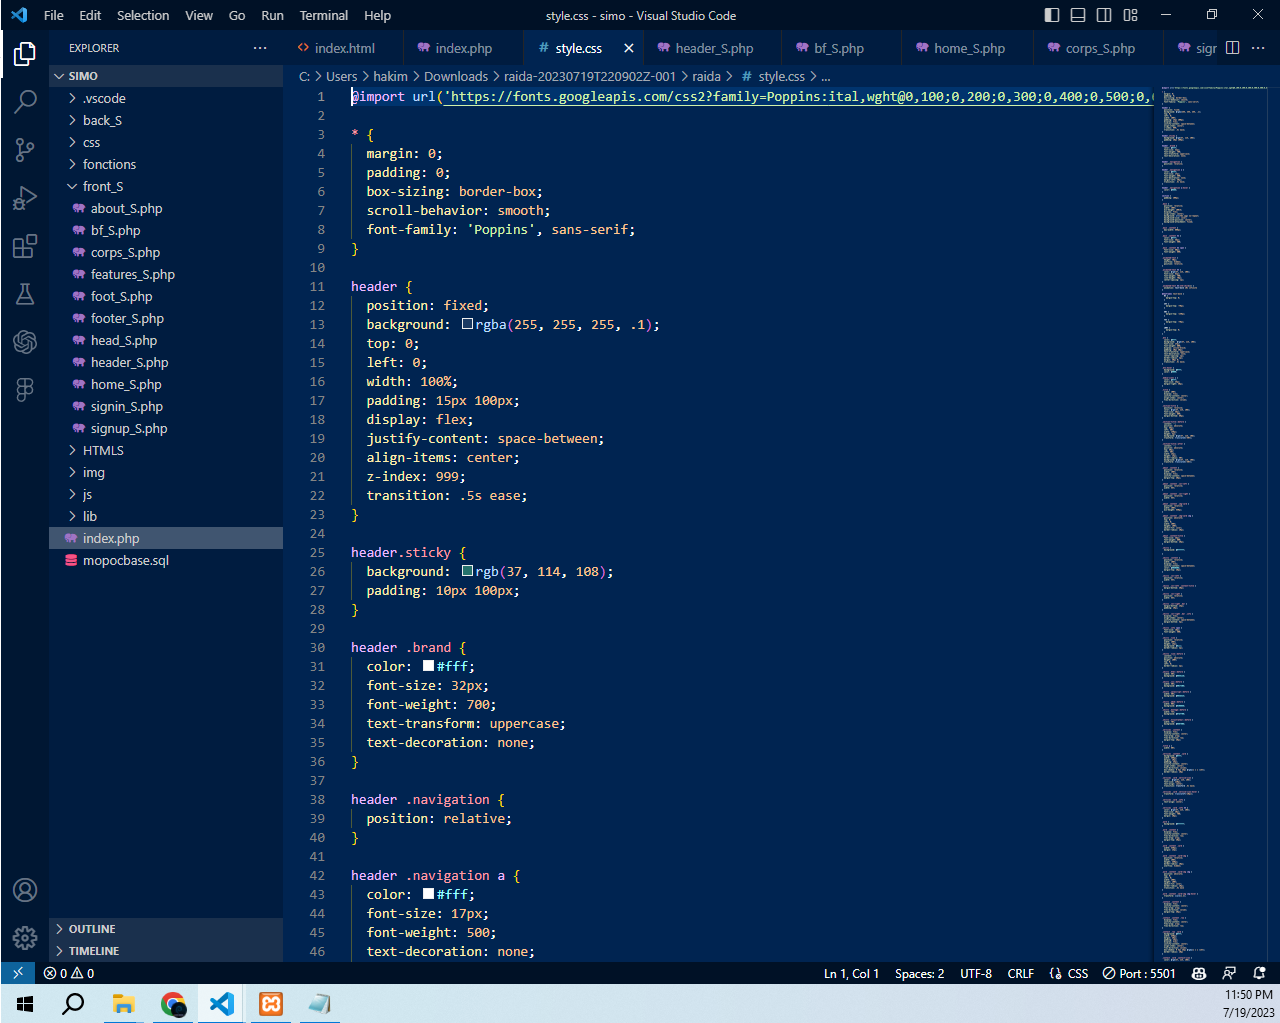 File Edit Selection View Go Run Terminal Help
style.css - simo - Visual Studio Code
EXPLORER
index.html
index.php
style.css
header_S.php
bf_S.php
home_S.php
corps_S.php
sigr
SIMO
.vscode
back_S
css
fonctions
front_S
about_S.php
bf_S.php
corps_S.php
features_S.php
foot_S.php
footer_S.php
head_S.php
header_S.php
home_S.php
signin_S.php
signup_S.php
HTMLS
img
js
lib
index.php
mopocbase.sql
OUTLINE
TIMELINE
C: > Users > hakim > Downloads > raida-20230719T220902Z-001 > raida > # style.css > ...
1 @import url('https://fonts.googleapis.com/css2?family=Poppins:ital,wght@0,100;0,200;0,300;0,400;0,500;0,
2
3 * {
4 margin: 0;
5 padding: 0;
6 box-sizing: border-box;
7 scroll-behavior: smooth;
8 font-family: 'Poppins', sans-serif;
9 }
10
11 header {
12 position: fixed;
13 background: rgba(255, 255, 255, .1);
14 top: 0;
15 left: 0;
16 width: 100%;
17 padding: 15px 100px;
18 display: flex;
19 justify-content: space-between;
20 align-items: center;
21 z-index: 999;
22 transition: .5s ease;
23 }
24
25 header.sticky {
26 background: rgb(37, 114, 108);
27 padding: 10px 100px;
28 }
29
30 header .brand {
31 color: #fff;
32 font-size: 32px;
33 font-weight: 700;
34 text-transform: uppercase;
35 text-decoration: none;
36 }
37
38 header .navigation {
39 position: relative;
40 }
41
42 header .navigation a {
43 color: #fff;
44 font-size: 17px;
45 font-weight: 500;
46 text-decoration: none;
0 0
Ln 1, Col 1 Spaces: 2 UTF-8 CRLF CSS Port : 5501
11:50 PM
7/19/2023